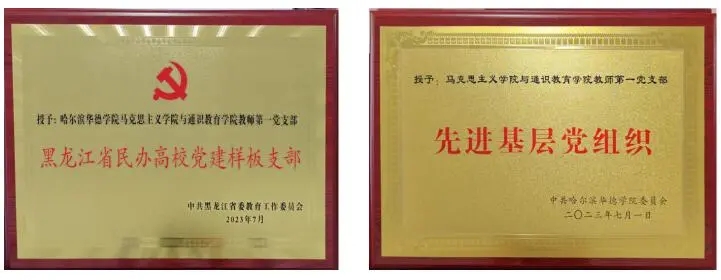 授予：哈尔滨华德学院马克思主义学院与通识教育学院教师第一党支部
黑龙江省民办高校党建样板支部
中共黑龙江省委教育工作委员会
2023年7月
授予：马克思主义学院与通识教育学院教师第一党支部
先进基层党组织
中共哈尔滨华德学院委员会
二〇二三年七月一日